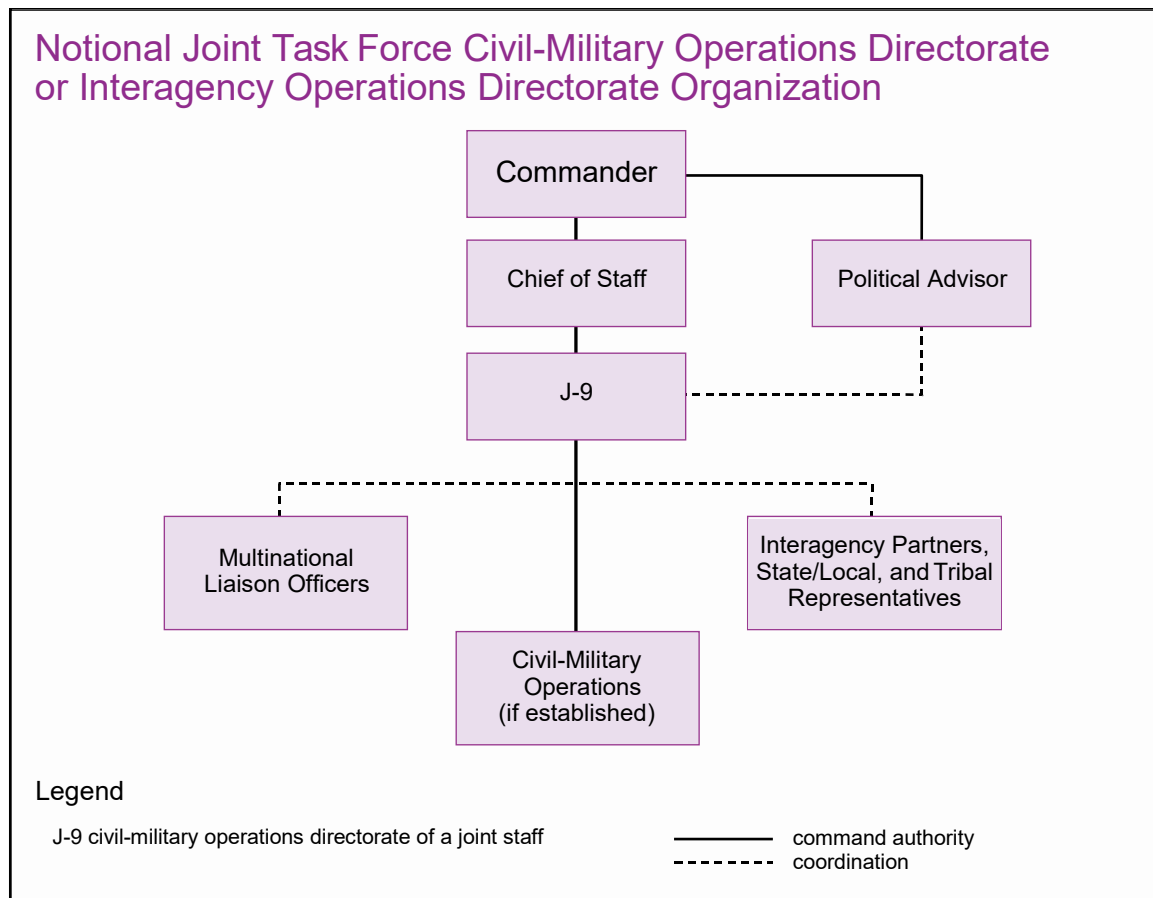 Notional Joint Task Force Civil-Military Operations Directorate
or Interagency Operations Directorate Organization
Commander
Chief of Staff
Political Advisor
J-9
Multinational
Liaison Officers
Interagency Partners,
State/Local, and Tribal
Representatives
Civil-Military
Operations
(if established)
Legend
J-9 civil-military operations directorate of a joint staff
command authority
coordination